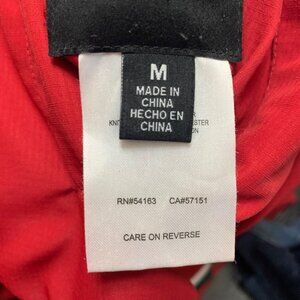 M
MADE IN
CHINA
HECHO EN
CHINA
RN#54163 CA#57151
CARE ON REVERSE